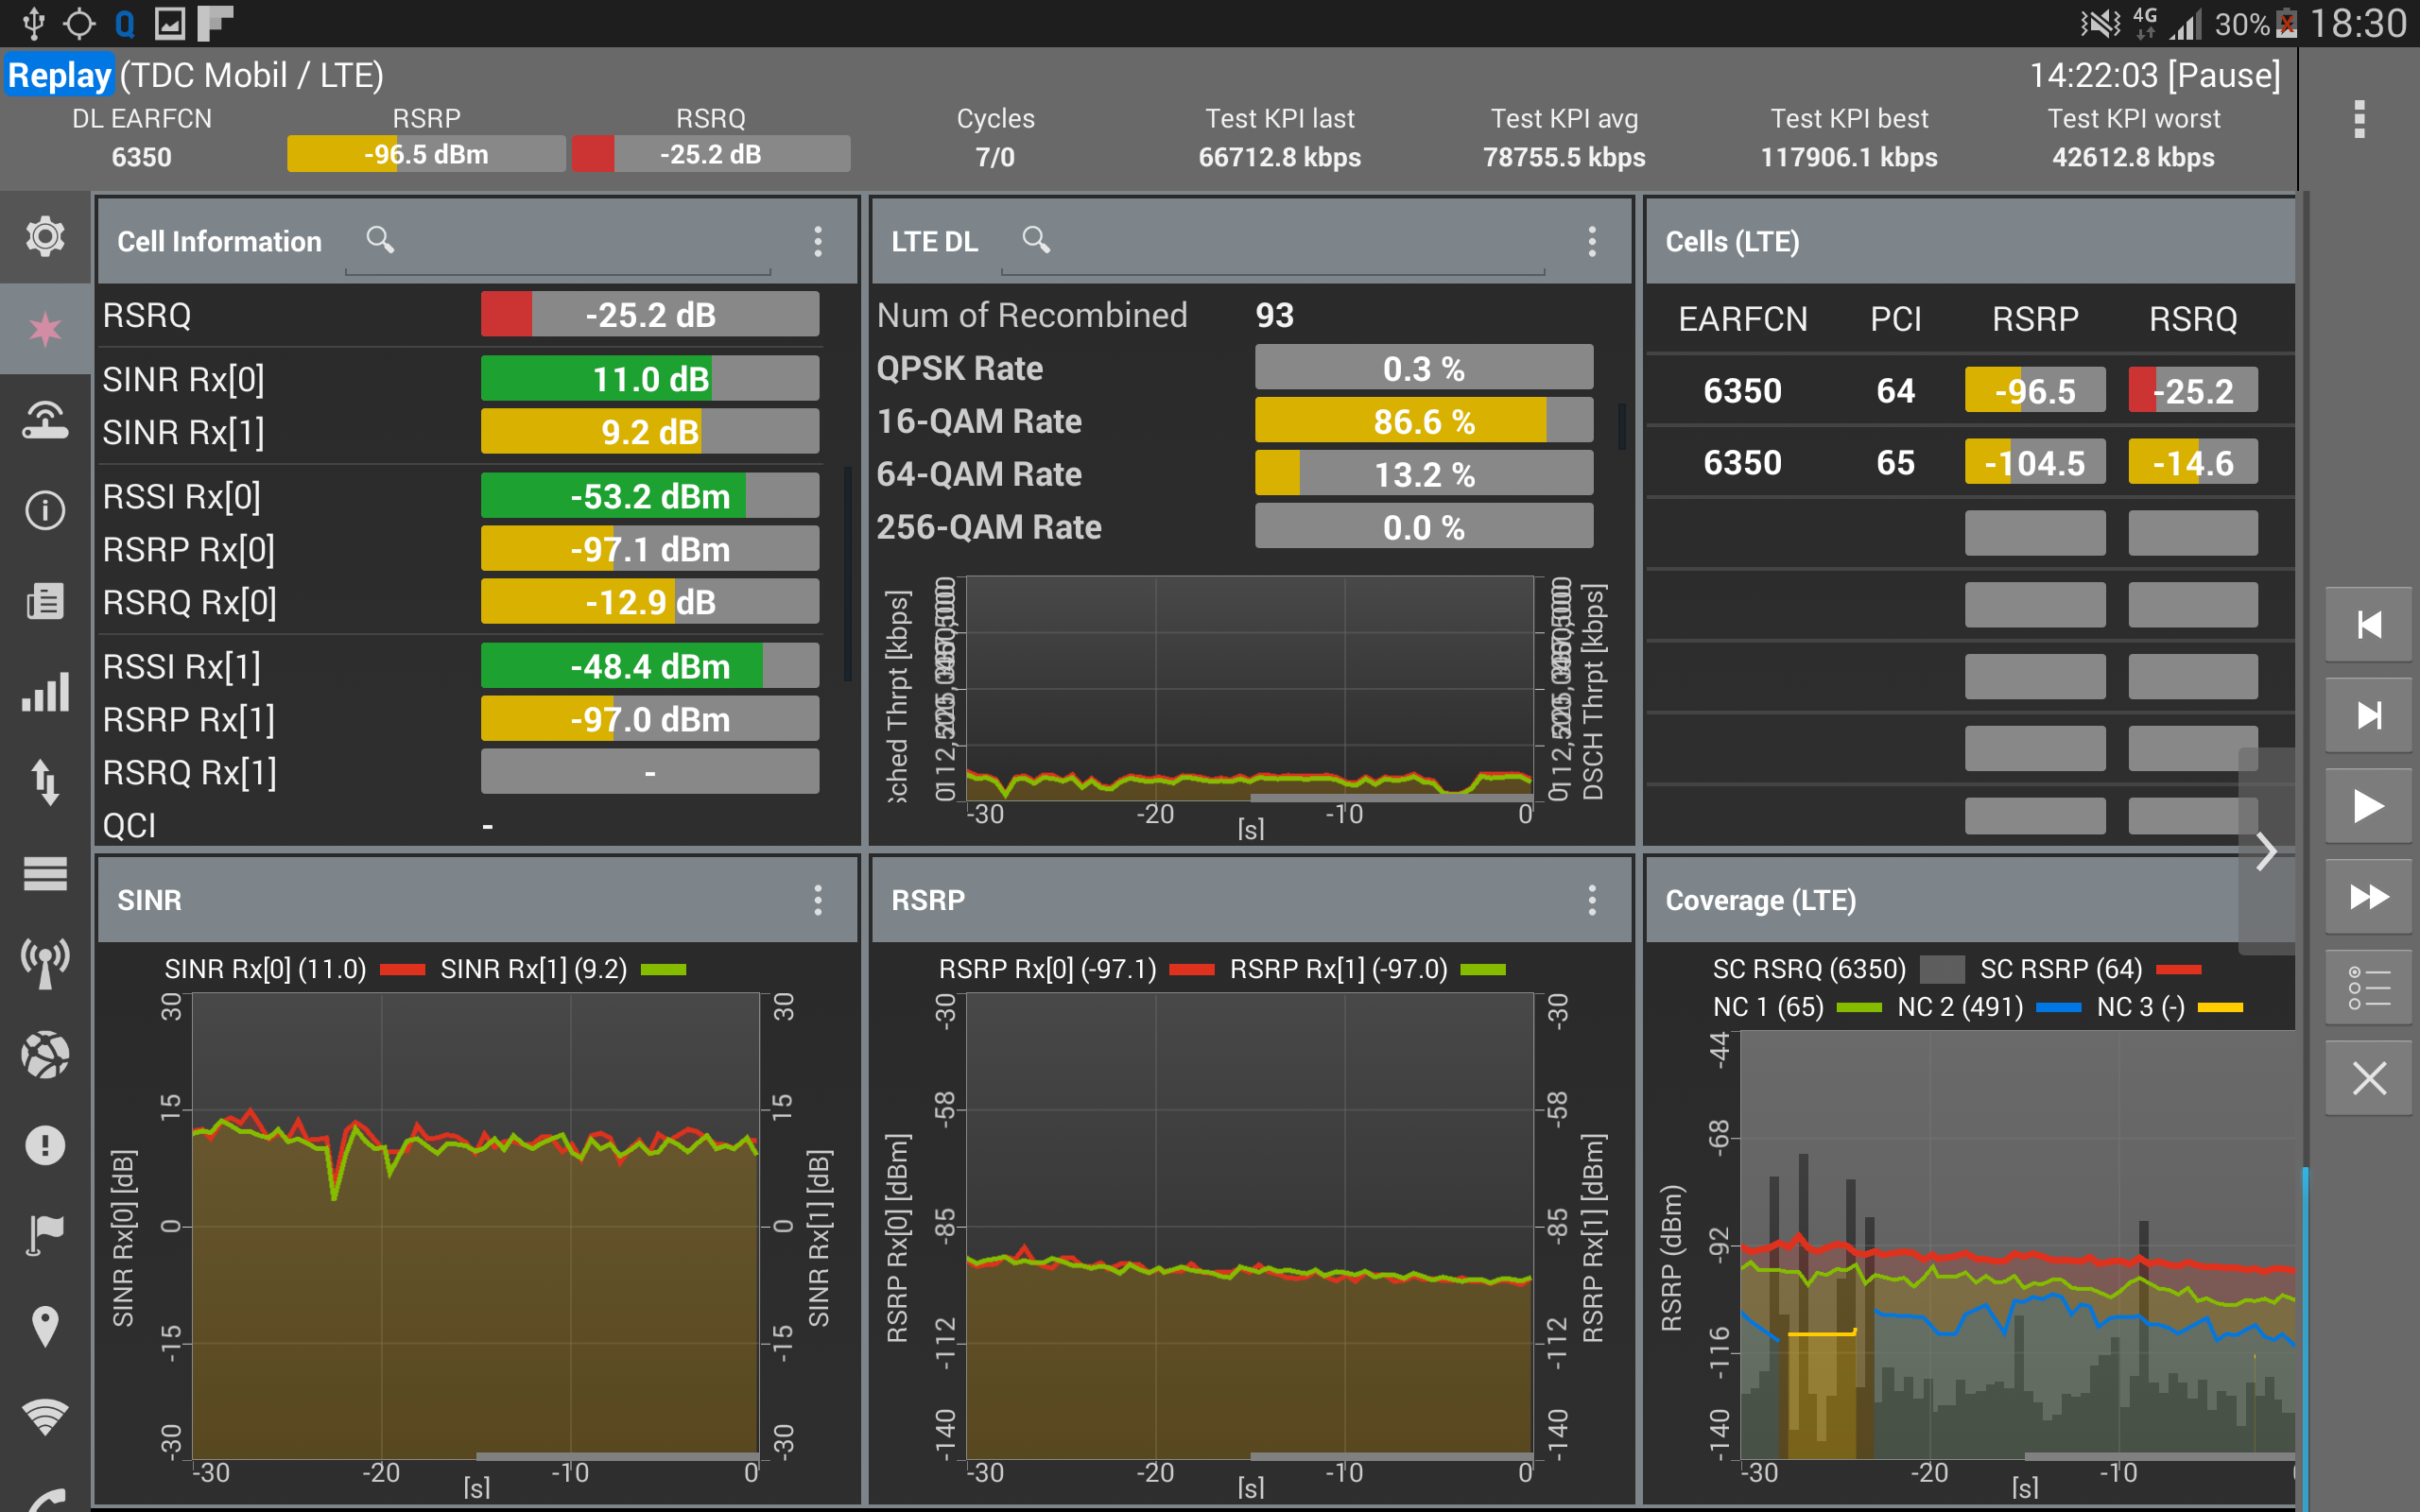 4G 30% 18:30
Replay (TDC Mobil / LTE) 14:22:03 [Pause]
DL EARFCN RSRP RSRQ Cycles Test KPI last Test KPI avg Test KPI best Test KPI worst
6350 -96.5 dBm -25.2 dB 7/0 66712.8 kbps 78755.5 kbps 117906.1 kbps 42612.8 kbps
Cell Information
RSRQ -25.2 dB
SINR Rx[0] 11.0 dB
SINR Rx[1] 9.2 dB
RSSI Rx[0] -53.2 dBm
RSRP Rx[0] -97.1 dBm
RSRQ Rx[0] -12.9 dB
RSSI Rx[1] -48.4 dBm
RSRP Rx[1] -97.0 dBm
RSRQ Rx[1] -
QCI -
LTE DL
Num of Recombined 93
QPSK Rate 0.3 %
16-QAM Rate 86.6 %
64-QAM Rate 13.2 %
256-QAM Rate 0.0 %
Thrpt [kbps]
DSCH Thrpt [kbps]
-30 -20 -10 0
[s]
Cells (LTE)
EARFCN PCI RSRP RSRQ
6350 64 -96.5 -25.2
6350 65 -104.5 -14.6
SINR
SINR Rx[0] (11.0) SINR Rx[1] (9.2)
30 30
15 15
0 0
-15 -15
-30 -30
SINR Rx[0] [dB]
SINR Rx[1] [dB]
-30 -20 -10 0
[s]
RSRP
RSRP Rx[0] (-97.1) RSRP Rx[1] (-97.0)
-30 -30
-58 -58
-85 -85
-112 -112
-140 -140
RSRP Rx[0] [dBm]
RSRP Rx[1] [dBm]
-30 -20 -10 0
[s]
Coverage (LTE)
SC RSRQ (6350) SC RSRP (64)
NC 1 (65) NC 2 (491) NC 3 (-)
-44
-68
-92
-116
-140
RSRP (dBm)
-30 -20 -10
[s]